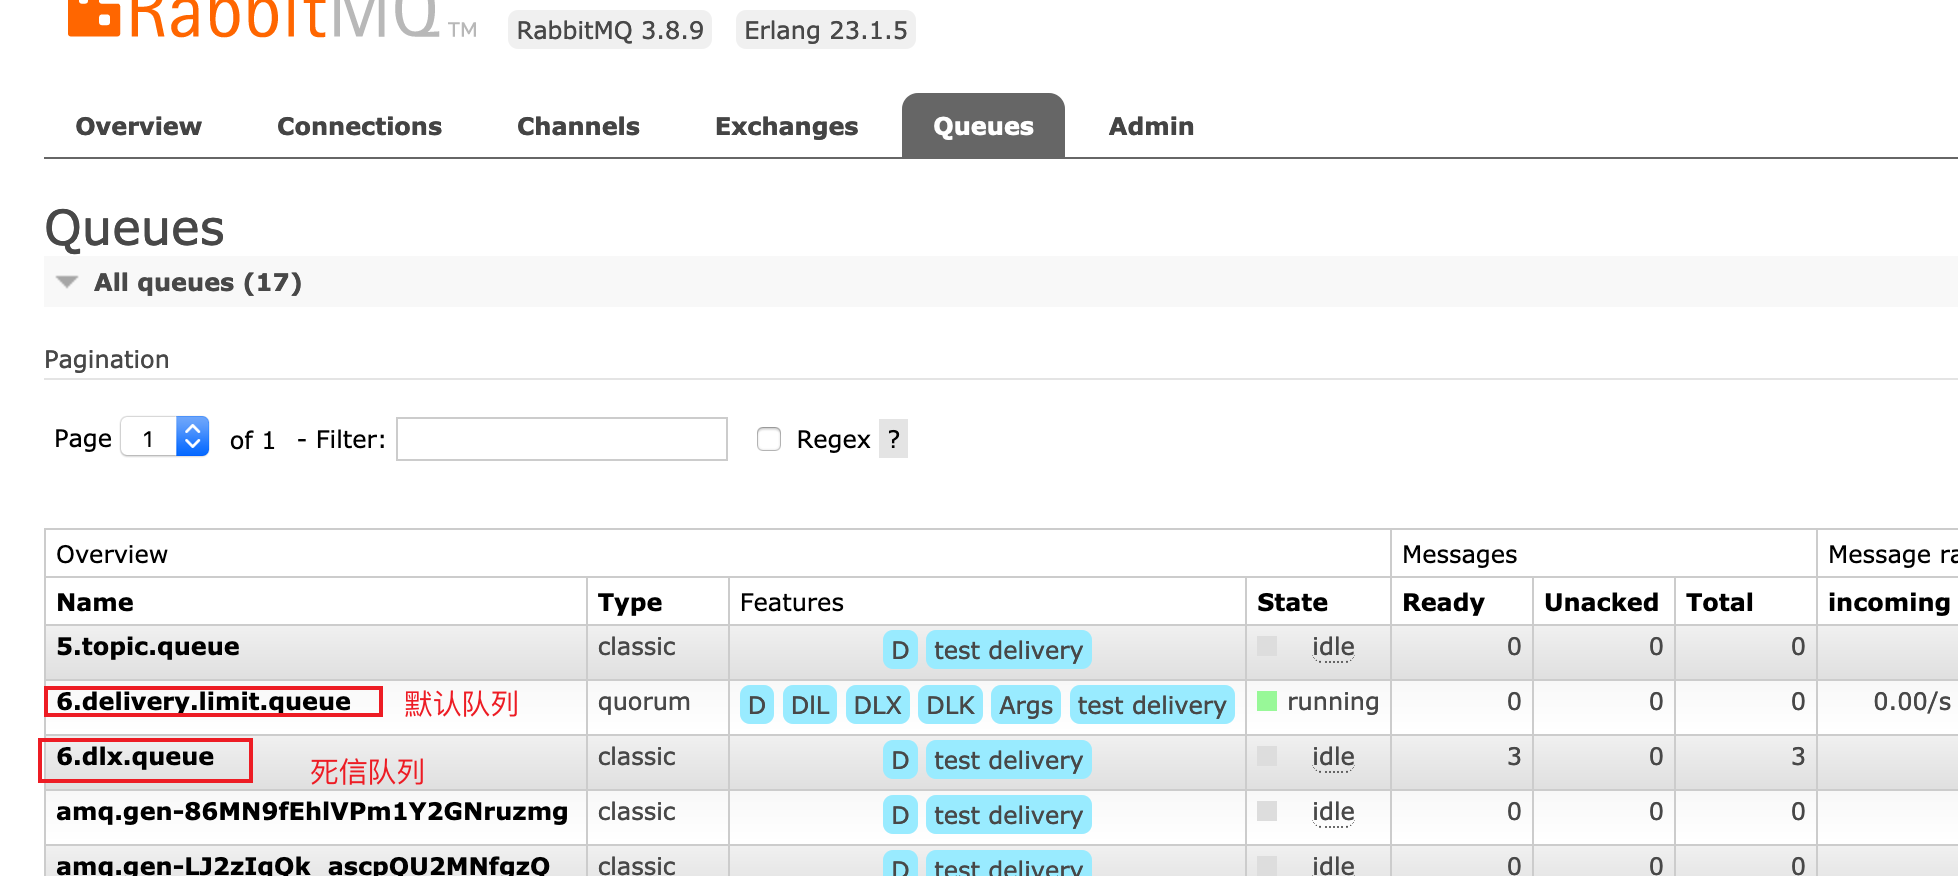 RabbitMQ TM RabbitMQ 3.8.9 Erlang 23.1.5
Overview Connections Channels Exchanges Queues Admin
Queues
All queues (17)
Pagination
Page 1 of 1 - Filter: Regex ?
Overview Messages Message ra
Name Type Features State Ready Unacked Total incoming
5.topic.queue classic D test delivery idle 0 0 0
6.delivery.limit.queue 默认队列 quorum D DlL DLX DLK Args test delivery running 0 0 0 0.00/s
6.dlx.queue 死信队列 classic D test delivery idle 3 0 3
amq.gen-86MN9fEhlVPm1Y2GNruzmg classic D test delivery idle 0 0 0
amq.gen-LJ2zIgQk_ascpQU2MNfgzQ classic D test delivery idle 0 0 0